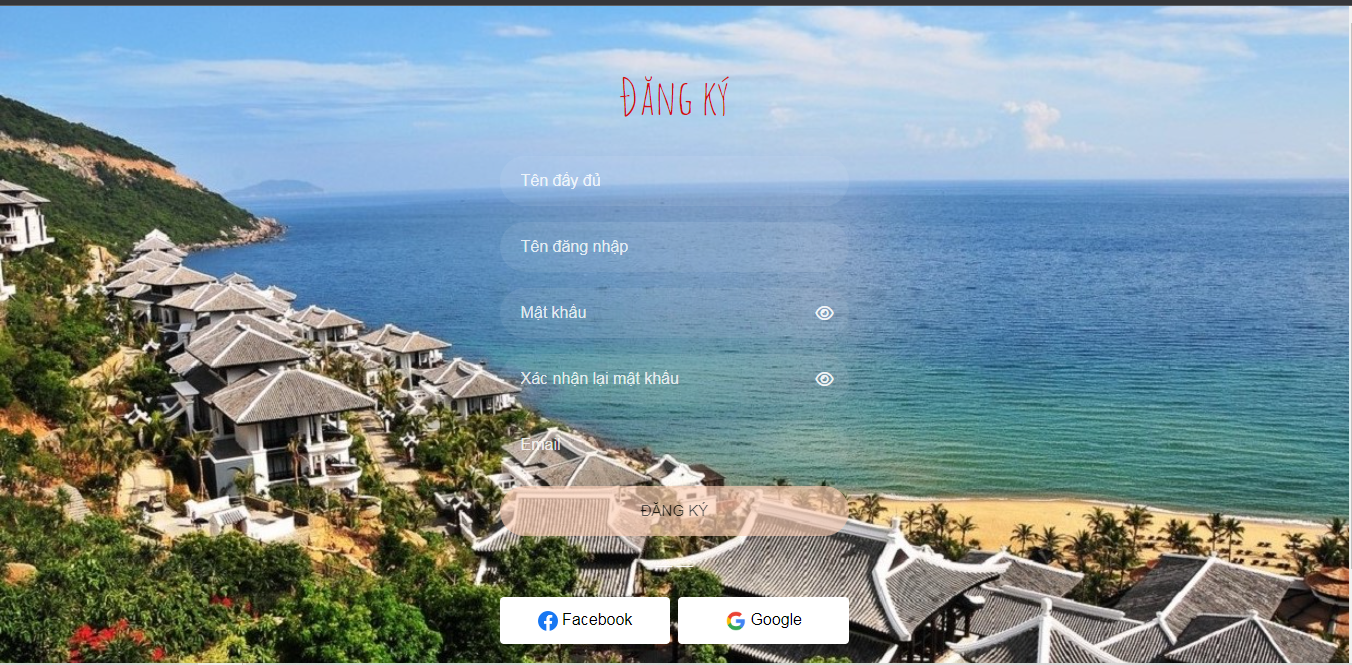 ĐĂNG KÝ
Tên đầy đủ
Tên đăng nhập
Mật khẩu
Xác nhận lại mật khẩu
Email
ĐĂNG KÝ
Facebook
Google